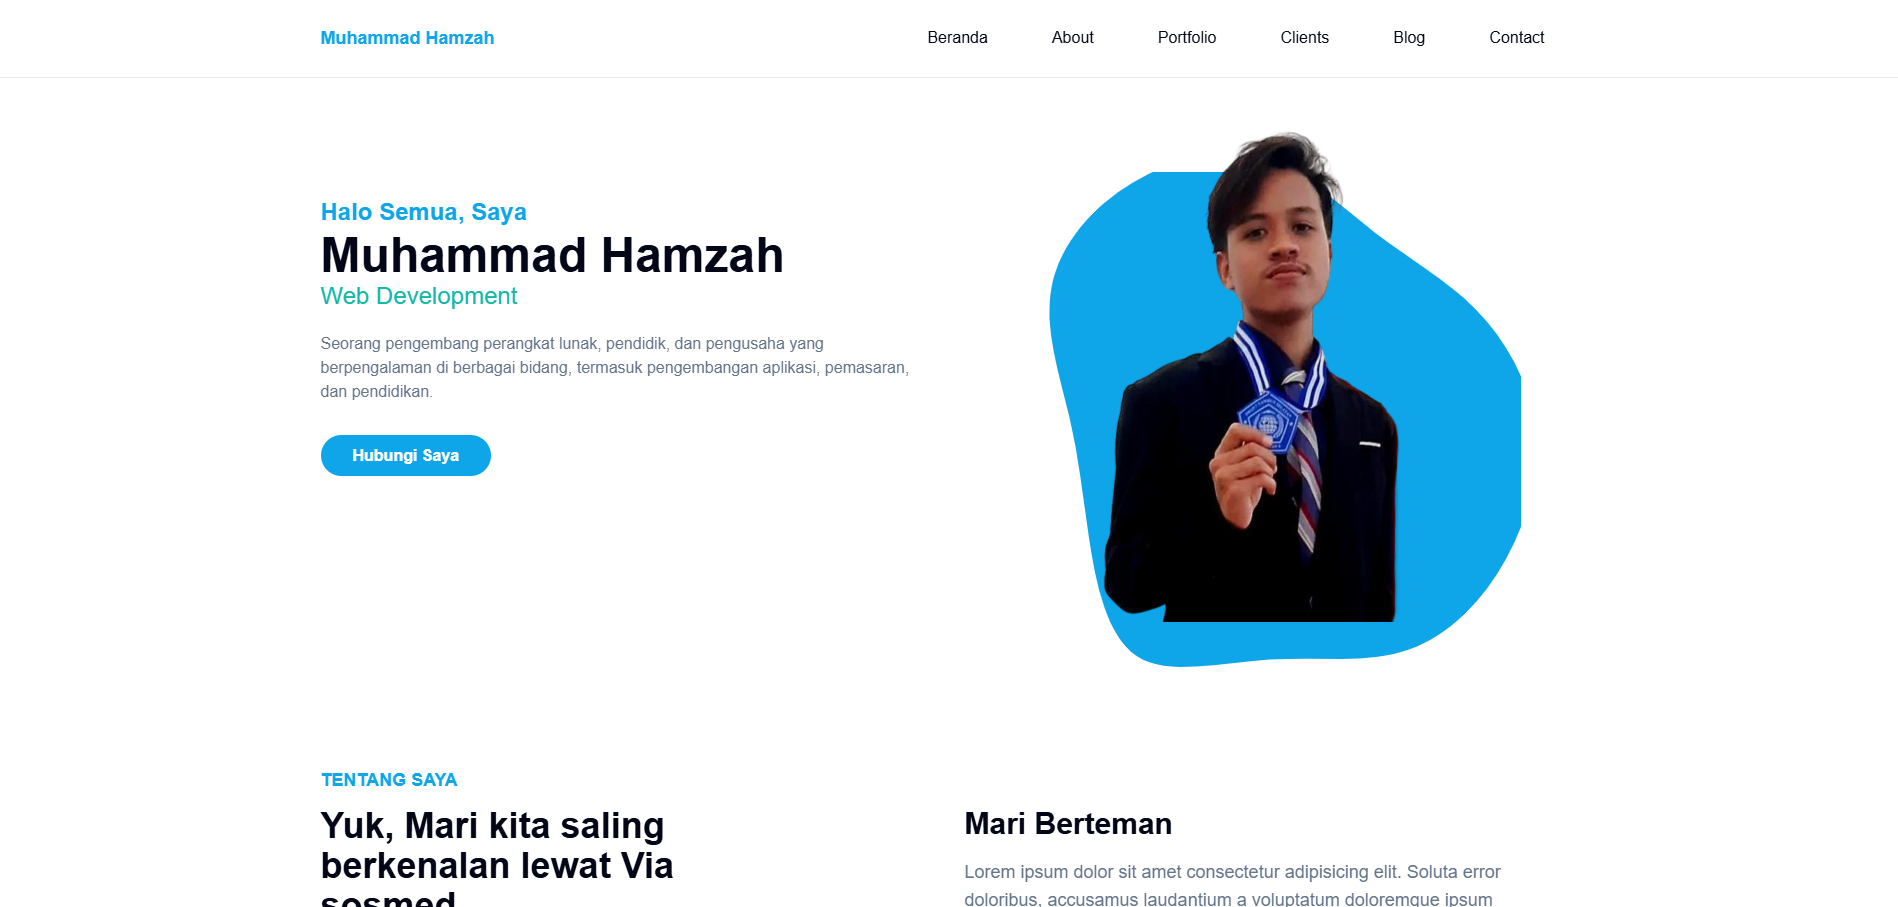 Muhammad Hamzah
Beranda About Portfolio Clients Blog Contact
Halo Semua, Saya
Muhammad Hamzah
Web Development
Seorang pengembang perangkat lunak, pendidik, dan pengusaha yang
berpengalaman di berbagai bidang, termasuk pengembangan aplikasi, pemasaran,
dan pendidikan.
Hubungi Saya
TENTANG SAYA
Yuk, Mari kita saling
berkenalan lewat Via
sosmed
Mari Berteman
Lorem ipsum dolor sit amet consectetur adipisicing elit. Soluta error
doloribus, accusamus laudantium a voluptatum doloremque ipsum